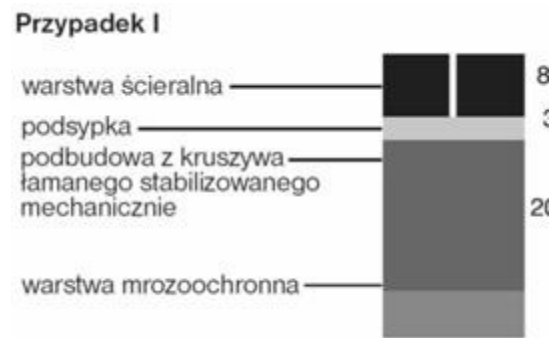 Przypadek I
warstwa ścieralna
8
podsypka
3
podbudowa z kruszywa
łamanego stabilizowanego
mechanicznie
20
warstwa mrozoochronna